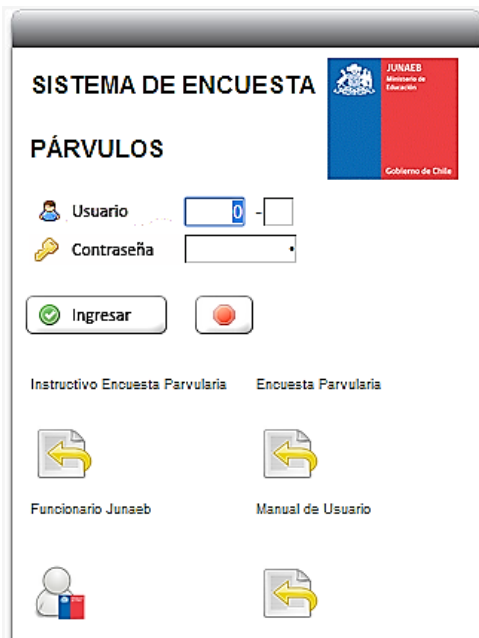 SISTEMA DE ENCUESTA
PÁRVULOS
JUNAEB
Ministerio de
Educación
Gobierno de Chile
Usuario 0 -
Contraseña •
Ingresar
Instructivo Encuesta Parvularia Encuesta Parvularia
Funcionario Junaeb Manual de Usuario